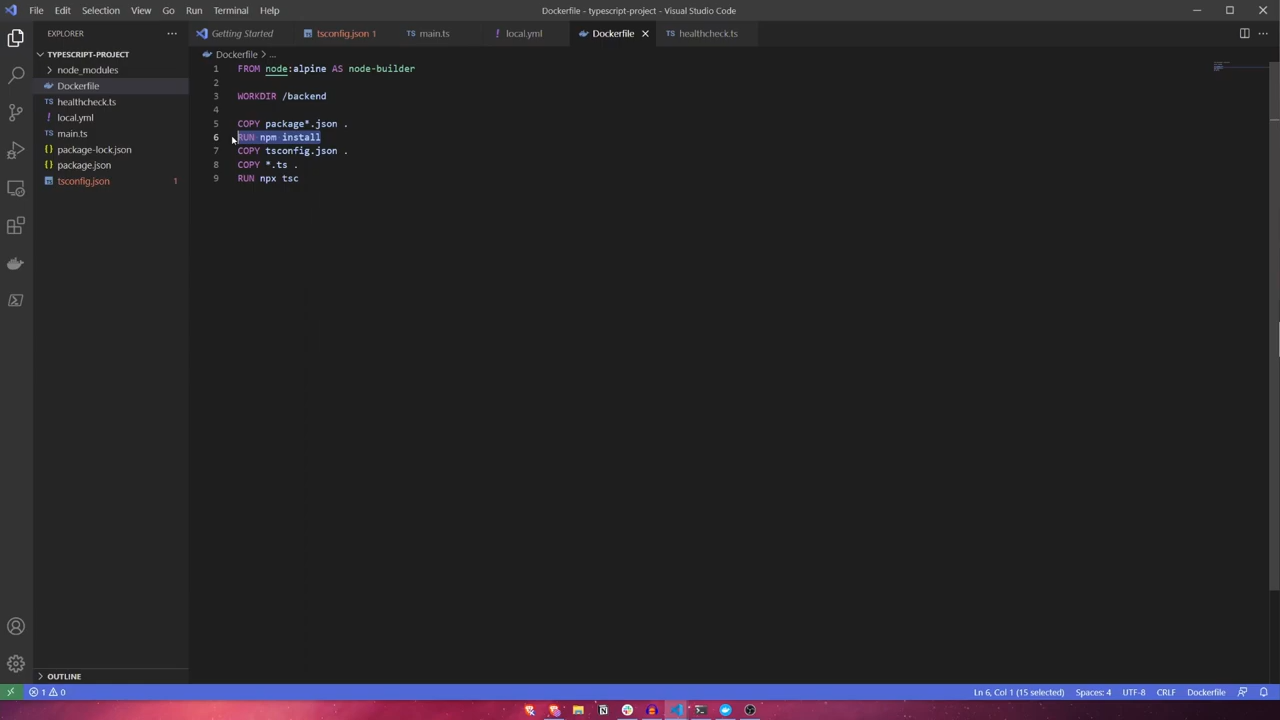 File Edit Selection View Go Run Terminal Help
Dockerfile - typescript-project - Visual Studio Code
EXPLORER
TYPESCRIPT-PROJECT
node_modules
Dockerfile
healthcheck.ts
local.yml
main.ts
package-lock.json
package.json
tsconfig.json 1
OUTLINE
Getting Started tsconfig.json 1 main.ts local.yml Dockerfile healthcheck.ts
Dockerfile > ...
1 FROM node:alpine AS node-builder
2
3 WORKDIR /backend
4
5 COPY package*.json .
6 RUN npm install
7 COPY tsconfig.json .
8 COPY *.ts .
9 RUN npx tsc
1 0 Ln 6, Col 1 (15 selected) Spaces: 4 UTF-8 CRLF Dockerfile